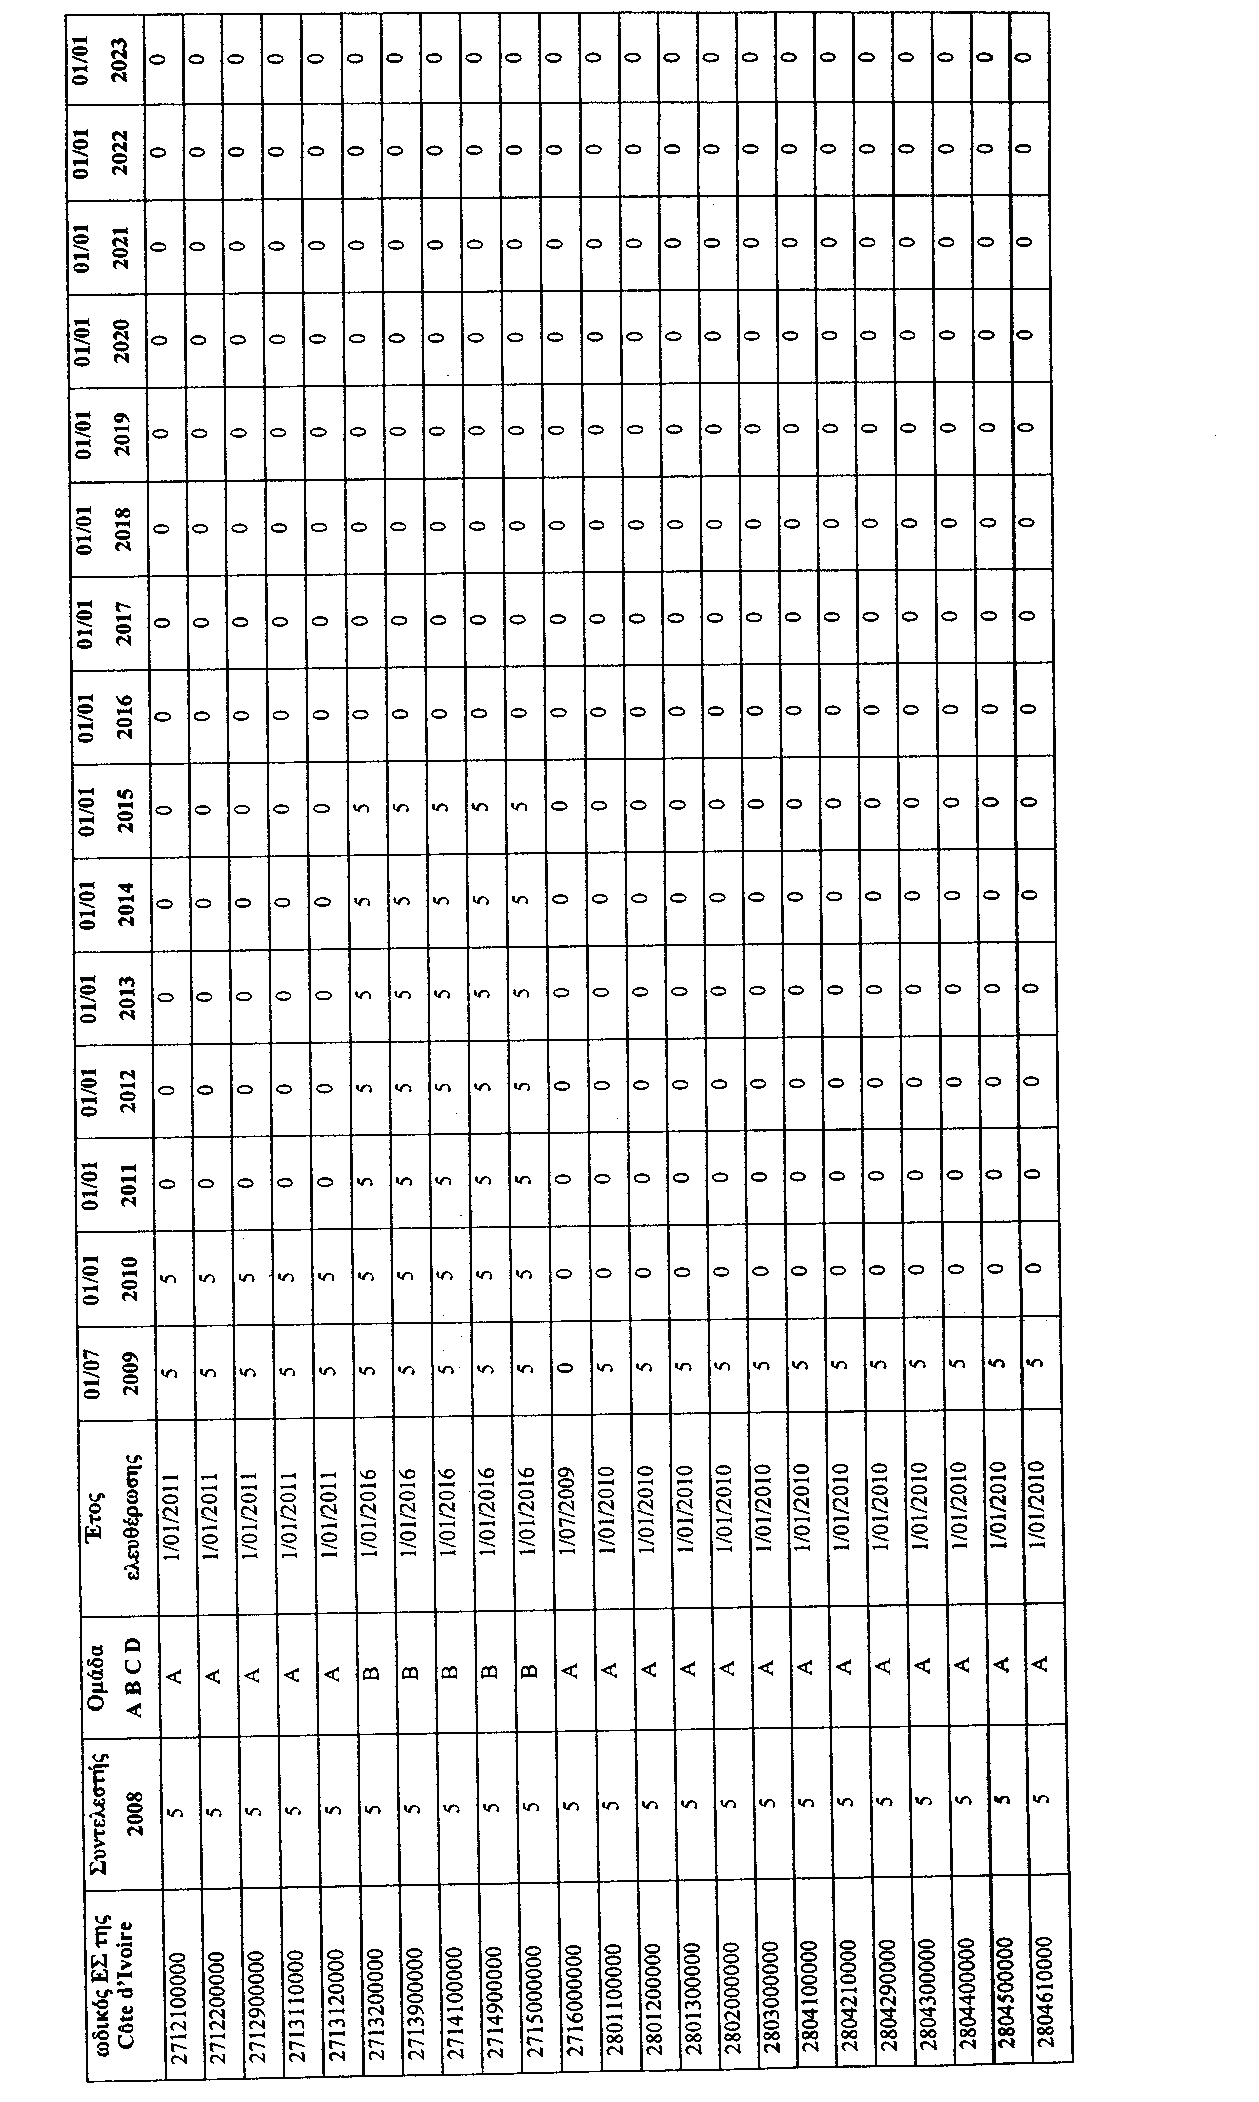 ωδικός ΕΣ της Côte d'Ivoire Συντελεστής 2008 Ομάδα A B C D Έτος ελευθέρωσης 01/07 2009 01/01 2010 01/01 2011 01/01 2012 01/01 2013 01/01 2014 01/01 2015 01/01 2016 01/01 2017 01/01 2018 01/01 2019 01/01 2020 01/01 2021 01/01 2022 01/01 2023
2712100000 5 A 1/01/2011 5 5 0 0 0 0 0 0 0 0 0 0 0 0 0
2712200000 5 A 1/01/2011 5 5 0 0 0 0 0 0 0 0 0 0 0 0 0
2712900000 5 A 1/01/2011 5 5 0 0 0 0 0 0 0 0 0 0 0 0 0
2713110000 5 A 1/01/2011 5 5 0 0 0 0 0 0 0 0 0 0 0 0 0
2713120000 5 A 1/01/2011 5 5 0 0 0 0 0 0 0 0 0 0 0 0 0
2713200000 5 B 1/01/2016 5 5 5 5 5 5 5 0 0 0 0 0 0 0 0
2713900000 5 B 1/01/2016 5 5 5 5 5 5 5 0 0 0 0 0 0 0 0
2714100000 5 B 1/01/2016 5 5 5 5 5 5 5 0 0 0 0 0 0 0 0
2714900000 5 B 1/01/2016 5 5 5 5 5 5 5 0 0 0 0 0 0 0 0
2715000000 5 B 1/01/2016 5 5 5 5 5 5 5 0 0 0 0 0 0 0 0
2716000000 5 A 1/07/2009 0 0 0 0 0 0 0 0 0 0 0 0 0 0 0
2801100000 5 A 1/01/2010 5 0 0 0 0 0 0 0 0 0 0 0 0 0 0
2801200000 5 A 1/01/2010 5 0 0 0 0 0 0 0 0 0 0 0 0 0 0
2801300000 5 A 1/01/2010 5 0 0 0 0 0 0 0 0 0 0 0 0 0 0
2802000000 5 A 1/01/2010 5 0 0 0 0 0 0 0 0 0 0 0 0 0 0
2803000000 5 A 1/01/2010 5 0 0 0 0 0 0 0 0 0 0 0 0 0 0
2804100000 5 A 1/01/2010 5 0 0 0 0 0 0 0 0 0 0 0 0 0 0
2804210000 5 A 1/01/2010 5 0 0 0 0 0 0 0 0 0 0 0 0 0 0
2804290000 5 A 1/01/2010 5 0 0 0 0 0 0 0 0 0 0 0 0 0 0
2804300000 5 A 1/01/2010 5 0 0 0 0 0 0 0 0 0 0 0 0 0 0
2804400000 5 A 1/01/2010 5 0 0 0 0 0 0 0 0 0 0 0 0 0 0
2804500000 5 A 1/01/2010 5 0 0 0 0 0 0 0 0 0 0 0 0 0 0
2804610000 5 A 1/01/2010 5 0 0 0 0 0 0 0 0 0 0 0 0 0 0